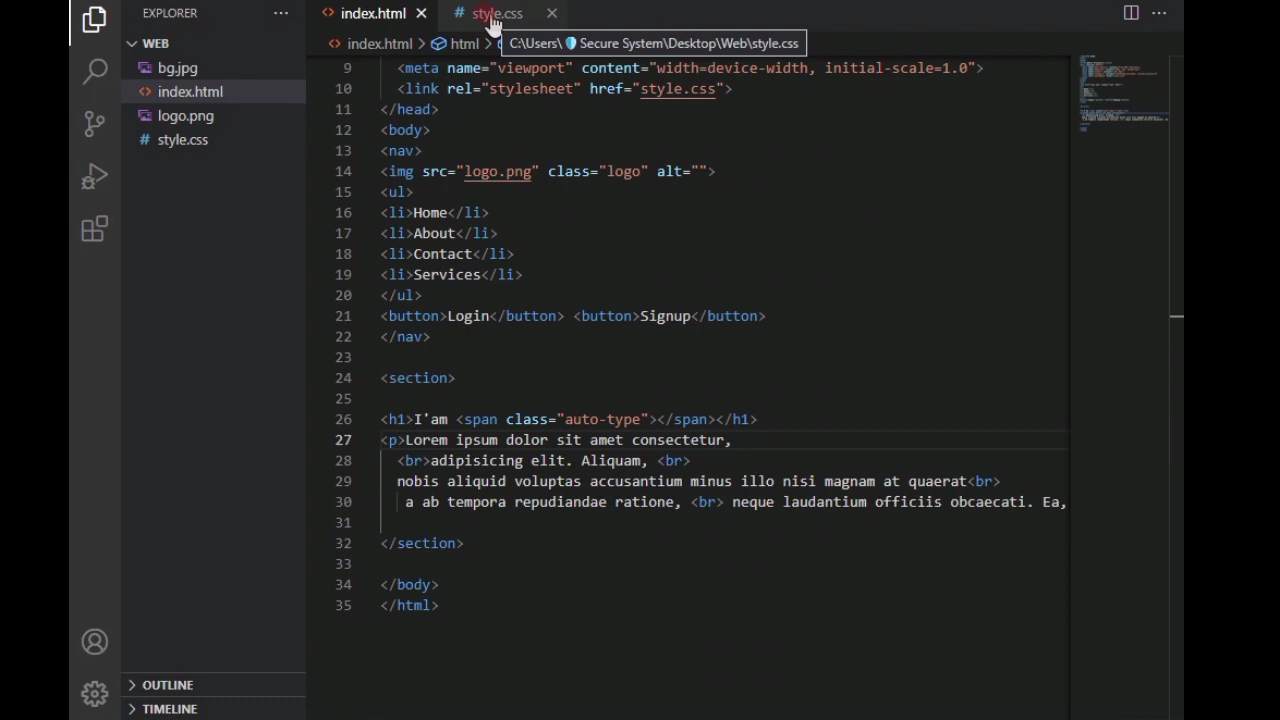 EXPLORER ···
WEB
bg.jpg
index.html
logo.png
style.css
OUTLINE
TIMELINE
index.html
style.css
index.html > html >
C:\Users\ Secure System\Desktop\Web\style.css
9 <meta name="viewport" content="width=device-width, initial-scale=1.0">
10 <link rel="stylesheet" href="style.css">
11 </head>
12 <body>
13 <nav>
14 <img src="logo.png" class="logo" alt="">
15 <ul>
16 <li>Home</li>
17 <li>About</li>
18 <li>Contact</li>
19 <li>Services</li>
20 </ul>
21 <button>Login</button> <button>Signup</button>
22 </nav>
23
24 <section>
25
26 <h1>I'am <span class="auto-type"></span></h1>
27 <p>Lorem ipsum dolor sit amet consectetur,
28 <br>adipisicing elit. Aliquam, <br>
29 nobis aliquid voluptas accusantium minus illo nisi magnam at quaerat<br>
30 a ab tempora repudiandae ratione, <br> neque laudantium officiis obcaecati. Ea,
31
32 </section>
33
34 </body>
35 </html>